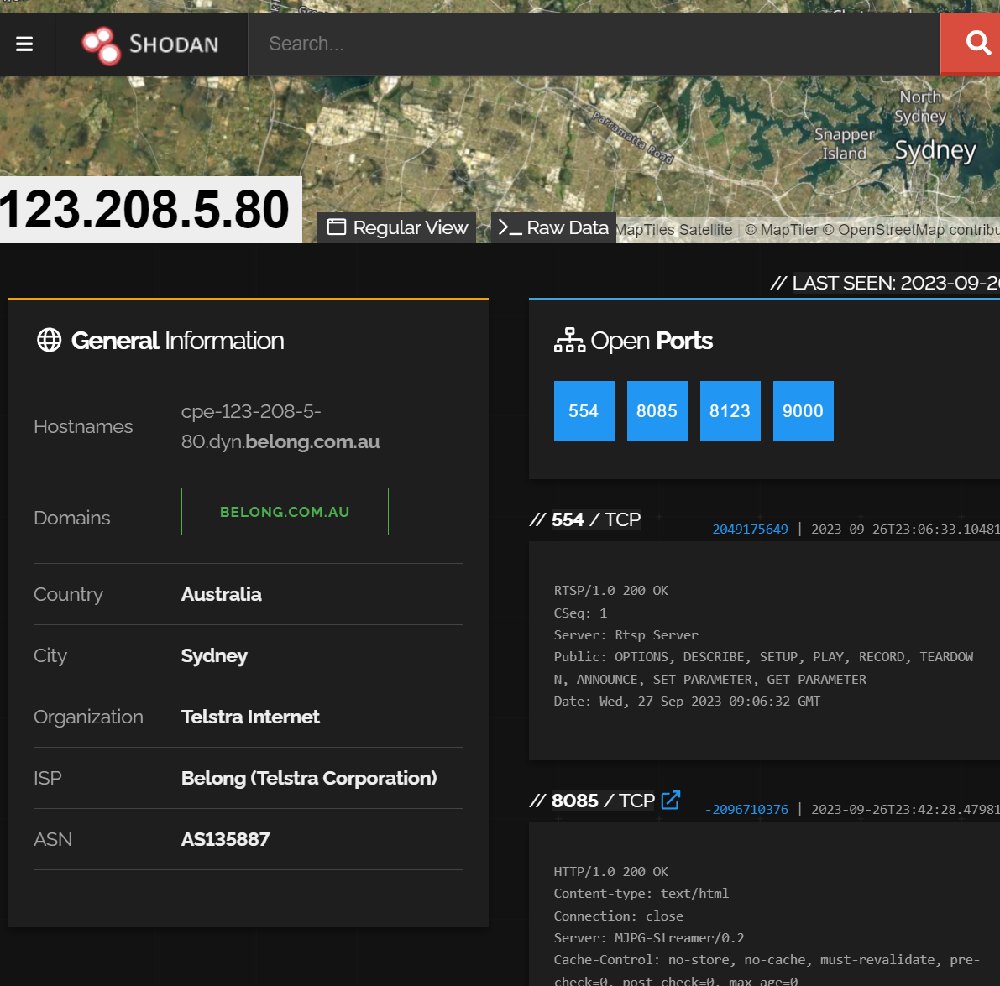 SHODAN
Search...
Parramatta Road
North
Sydney
Snapper
Island
Sydney
123.208.5.80
Regular View
Raw Data
MapTiles Satellite
© MapTiler © OpenStreetMap contribu
// LAST SEEN: 2023-09-26
General Information
Hostnames
cpe-123-208-5-
80.dyn.belong.com.au
Domains
BELONG.COM.AU
Country
Australia
City
Sydney
Organization
Telstra Internet
ISP
Belong (Telstra Corporation)
ASN
AS135887
Open Ports
554
8085
8123
9000
// 554 / TCP
2049175649 | 2023-09-26T23:06:33.10481
RTSP/1.0 200 OK
CSeq: 1
Server: Rtsp Server
Public: OPTIONS, DESCRIBE, SETUP, PLAY, RECORD, TEARDOW
N, ANNOUNCE, SET_PARAMETER, GET_PARAMETER
Date: Wed, 27 Sep 2023 09:06:32 GMT
// 8085 / TCP
-2096710376 | 2023-09-26T23:42:28.47981
HTTP/1.0 200 OK
Content-type: text/html
Connection: close
Server: MJPG-Streamer/0.2
Cache-Control: no-store, no-cache, must-revalidate, pre-
check=0, post-check=0, max-age=0